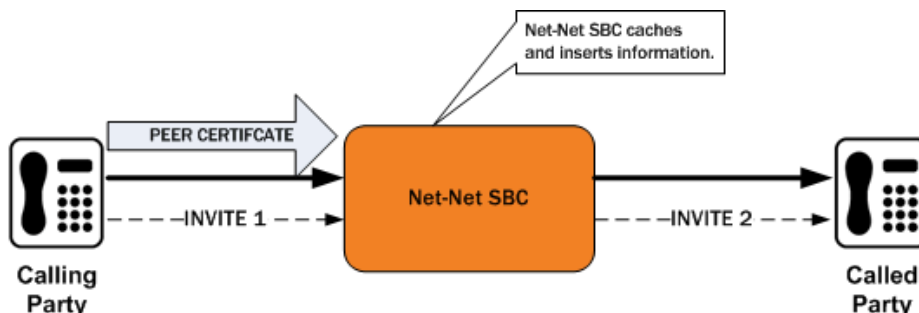 Net-Net SBC caches
and inserts information.
PEER CERTIFCATE
Net-Net SBC
INVITE 1
INVITE 2
Calling
Party
Called
Party